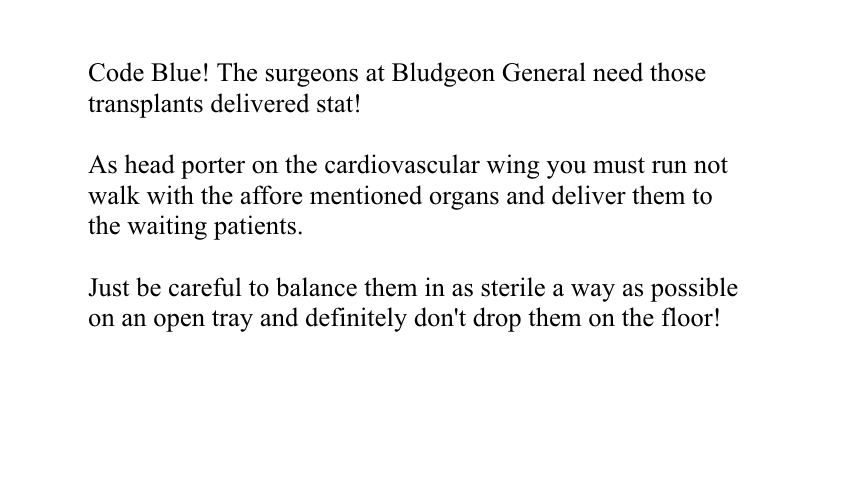 Code Blue! The surgeons at Bludgeon General need those
transplants delivered stat!
As head porter on the cardiovascular wing you must run not
walk with the affore mentioned organs and deliver them to
the waiting patients.
Just be careful to balance them in as sterile a way as possible
on an open tray and definitely don't drop them on the floor!